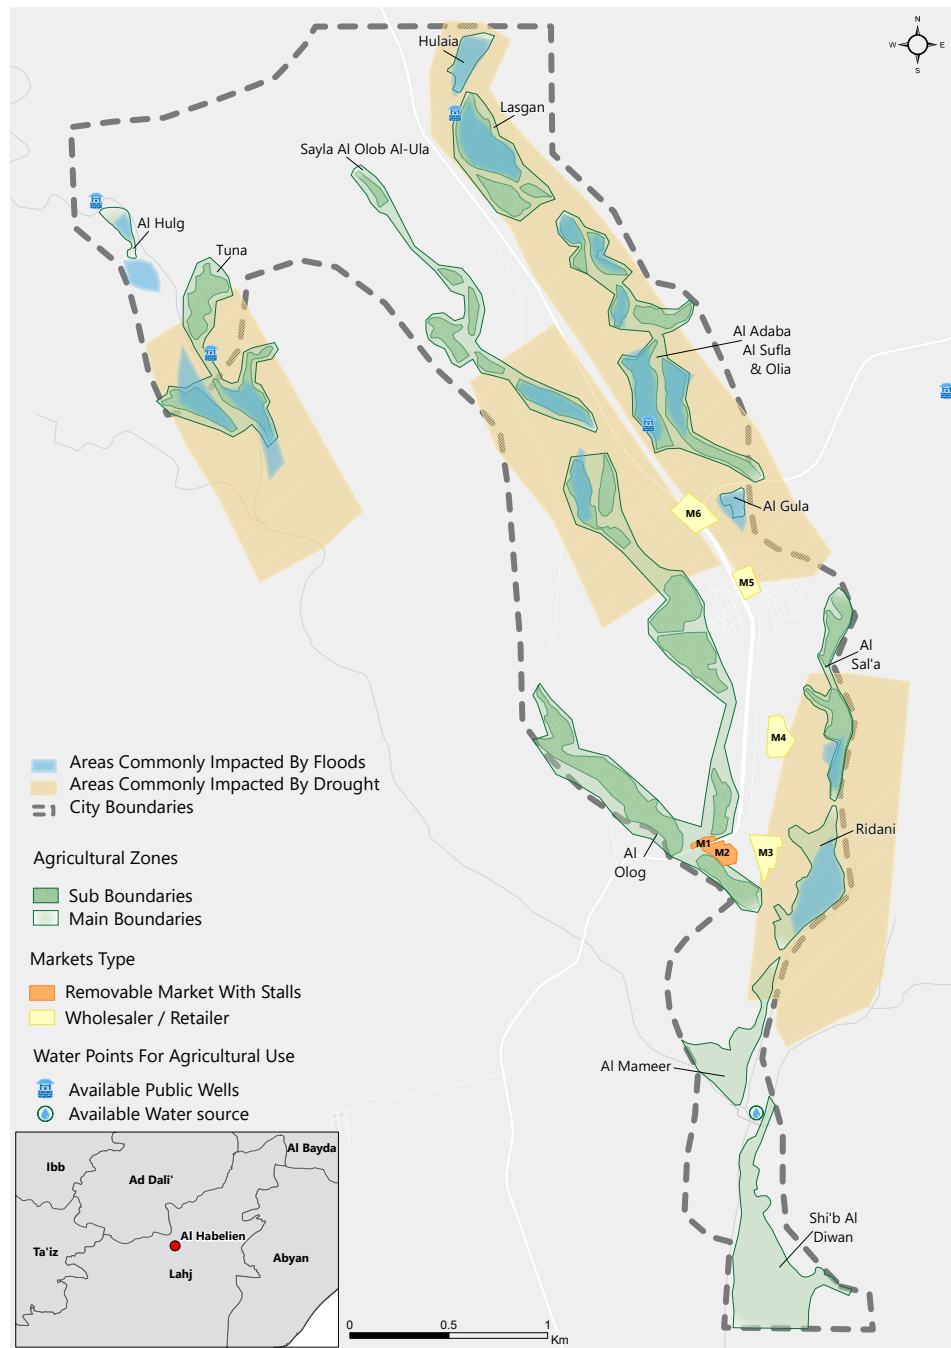 N
W
E
S
Hulaia
Lasgan
Sayla Al Olob Al-Ula
Al Hulg
Tuna
Al Adaba
Al Sufla
& Olia
M6
Al Gula
M5
Al
Sal'a
M4
Areas Commonly Impacted By Floods
Areas Commonly Impacted By Drought
City Boundaries
Ridani
M1
M2
M3
Al
Olog
Agricultural Zones
Sub Boundaries
Main Boundaries
Markets Type
Removable Market With Stalls
Wholesaler / Retailer
Water Points For Agricultural Use
Available Public Wells
Available Water source
Al Mameer
Shi'b Al
Diwan
Al Bayda
Ibb
Ad Dali'
Al Habelien
Ta'iz
Abyan
Lahj
0 0.5 1
Km